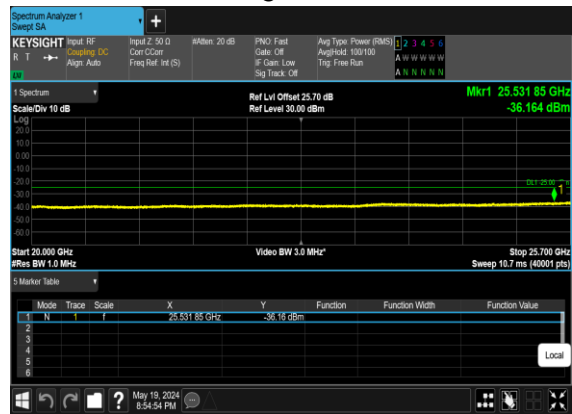 Spectrum Analyzer 1
Swept SA
+
KEYSIGHT Input: RF Input Z: 50 Ω #Atten: 20 dB PNO: Fast Avg Type: Power (RMS) 1 2 3 4 5 6
R T Coupling: DC Corr CCorr Gate: Off Avg|Hold: 100/100 A W W W W W
Align: Auto Freq Ref: Int (S) IF Gain: Low Trig: Free Run
Sig Track: Off A N N N N N
1 Spectrum Ref Lvl Offset 25.70 dB Mkr1 25.531 85 GHz
Scale/Div 10 dB Ref Level 30.00 dBm -36.164 dBm
Log
20.0
10.0
0.00
-10.0
-20.0
DL1 -25.00
-30.0
1
-40.0
-50.0
-60.0
Start 20.000 GHz Video BW 3.0 MHz* Stop 25.700 GHz
#Res BW 1.0 MHz Sweep 10.7 ms (40001 pts)
5 Marker Table
Mode Trace Scale X Y Function Function Width Function Value
1 N 1 f 25.531 85 GHz -36.16 dBm
2
3
4
5
6
Local
? May 19, 2024
8:54:54 PM